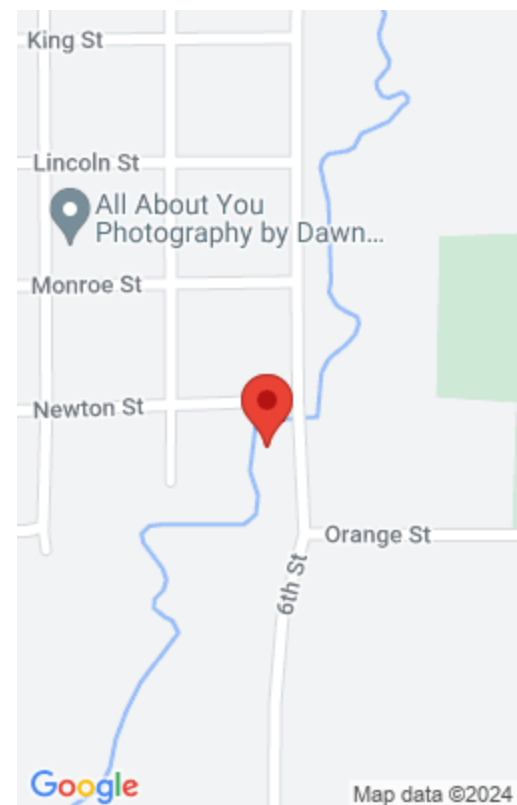 King St
Lincoln St
All About You
Photography by Dawn...
Monroe St
Newton St
Orange St
6th St
Google
Map data ©2024